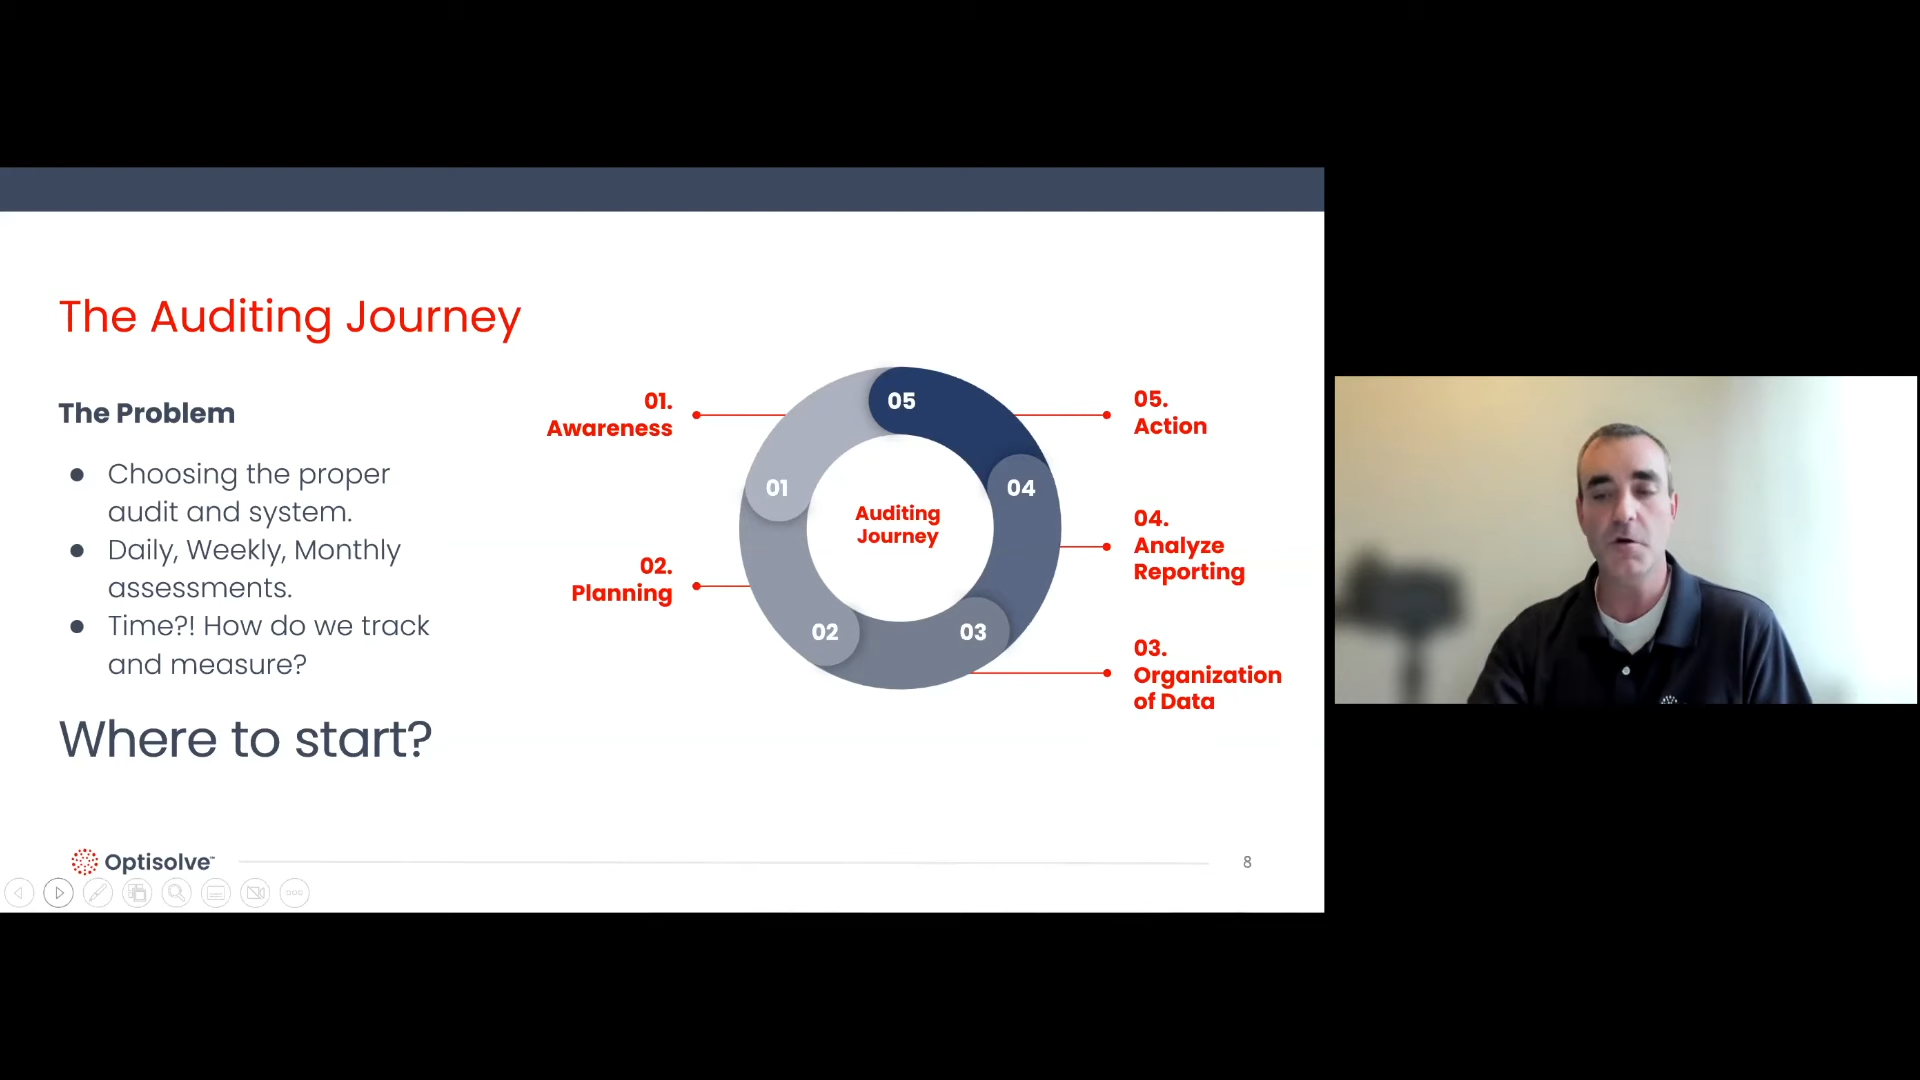 The Auditing Journey
The Problem
● Choosing the proper
audit and system.
● Daily, Weekly, Monthly
assessments.
● Time?! How do we track
and measure?
Where to start?
01.
Awareness
02.
Planning
05
01
04
02
03
Auditing
Journey
05.
Action
04.
Analyze
Reporting
03.
Organization
of Data
Optisolve™
8